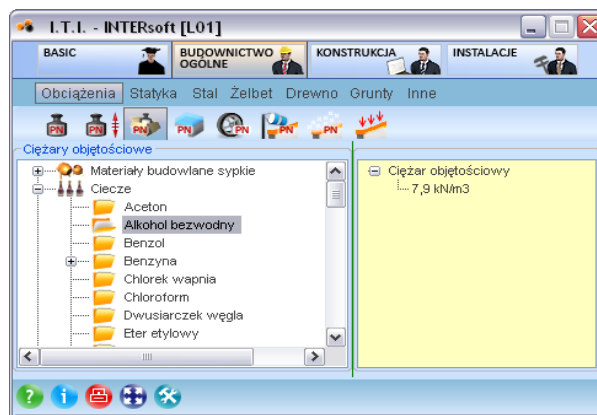 I.T.I. - INTERsoft [L01]
BASIC
BUDOWNICTWO
OGÓLNE
KONSTRUKCJA
INSTALACJE
Obciążenia Statyka Stal Żelbet Drewno Grunty Inne
PN PN PN PN PN PN PN
Ciężary objętościowe
Materiały budowlane sypkie
Ciecze
Aceton
Alkohol bezwodny
Benzol
Benzyna
Chlorek wapnia
Chloroform
Dwusiarczek węgla
Eter etylowy
Ciężar objętościowy
7,9 kN/m3